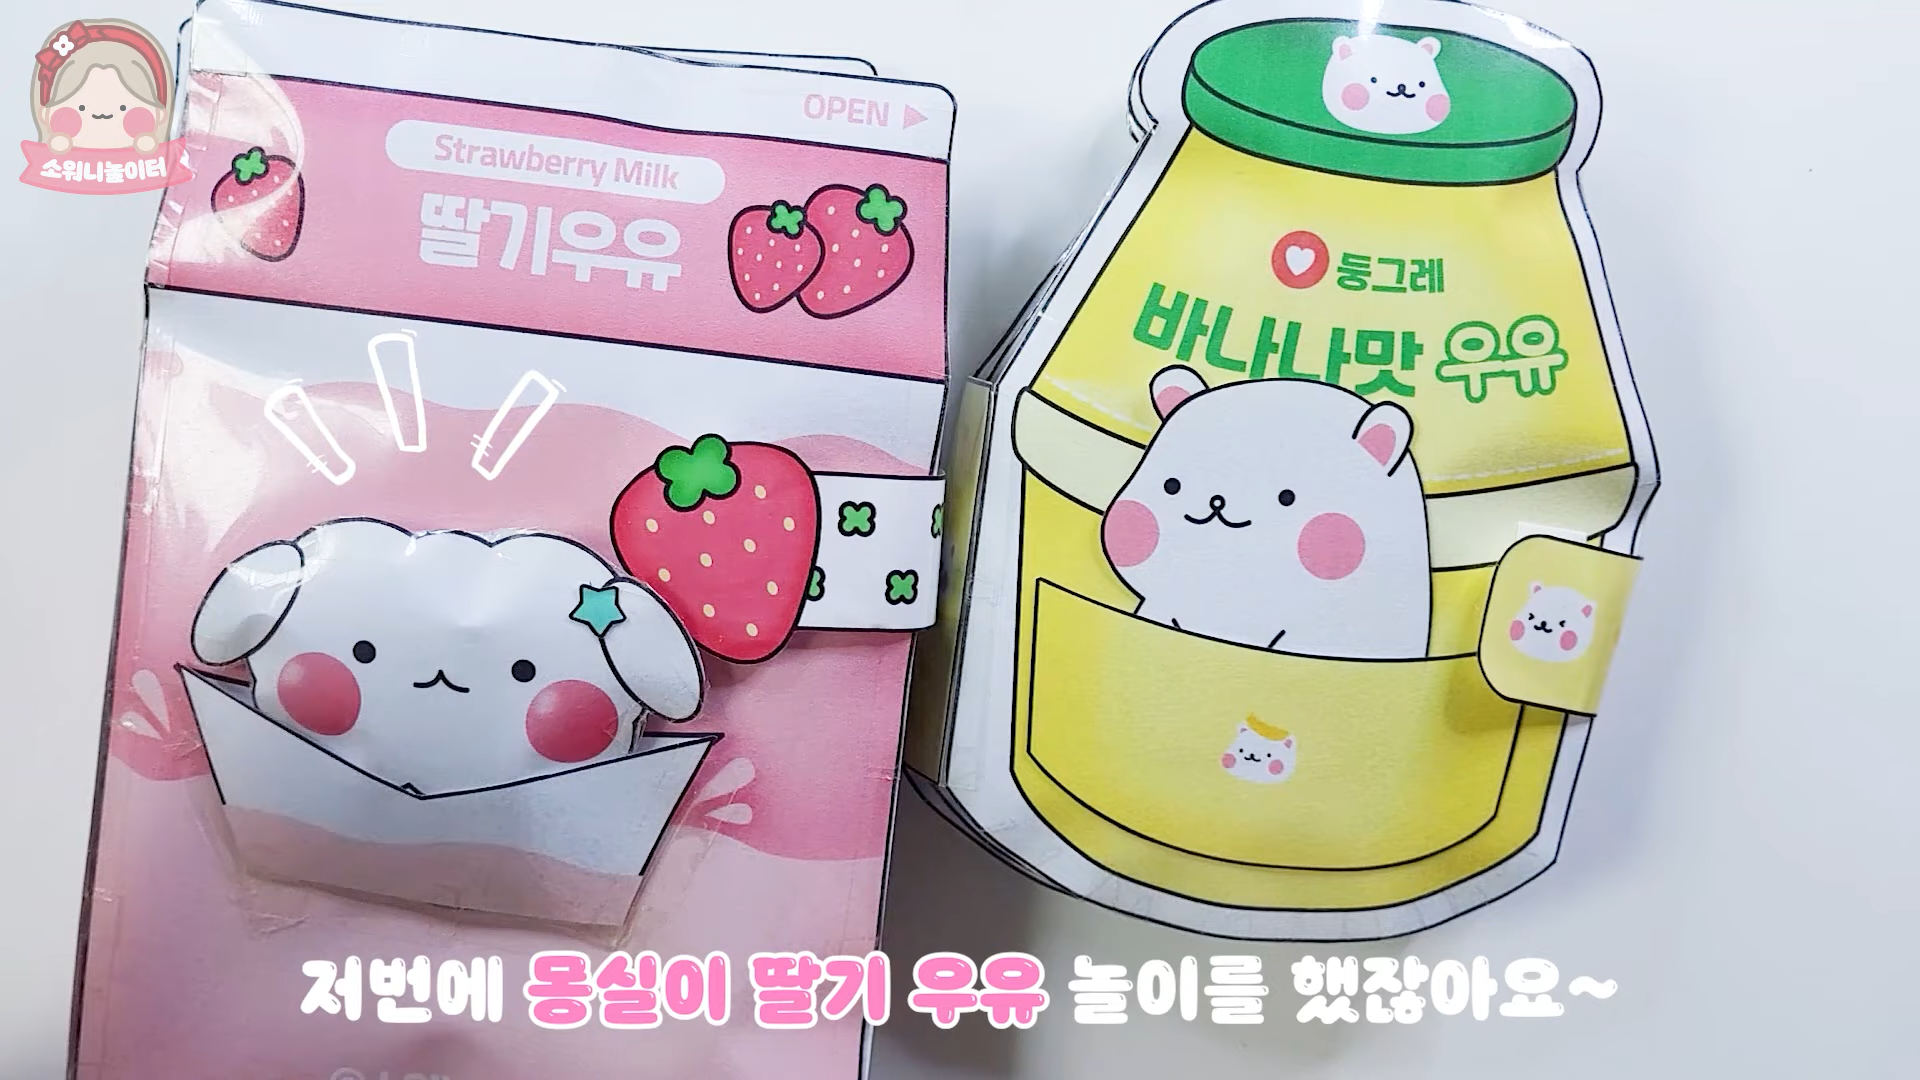 소워니놀이터
OPEN
Strawberry Milk
딸기우유
둥그레
바나나맛 우유
저번에 몽실이 딸기 우유 놀이를 했잖아요~